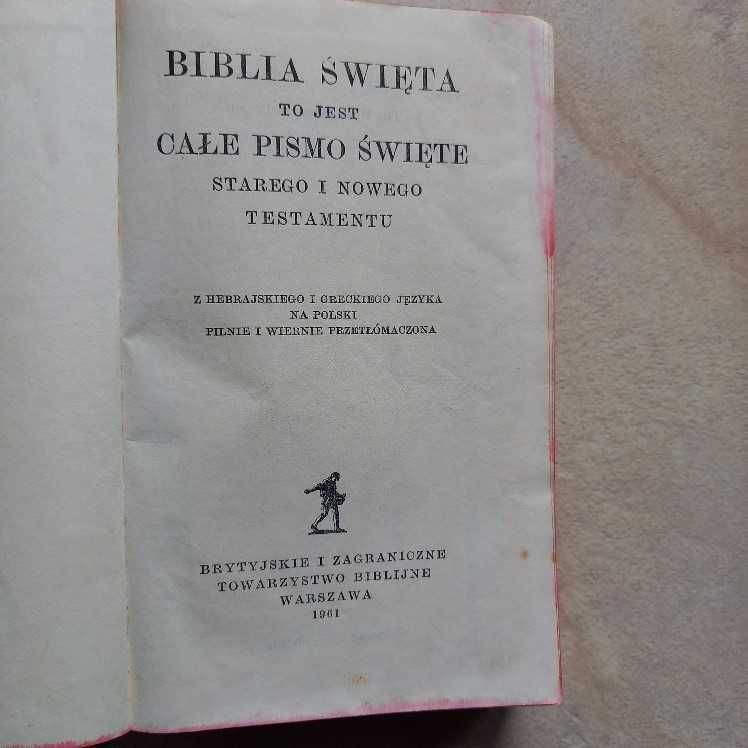 BIBLIA ŚWIĘTA
TO JEST
CAŁE PISMO ŚWIĘTE
STAREGO I NOWEGO
TESTAMENTU
Z HEBRAJSKIEGO I GRECKIEGO JĘZYKA
NA POLSKI
PILNIE I WIERNIE PRZETŁÓMACZONA
BRYTYJSKIE I ZAGRANICZNE
TOWARZYSTWO BIBLIJNE
WARSZAWA
1961